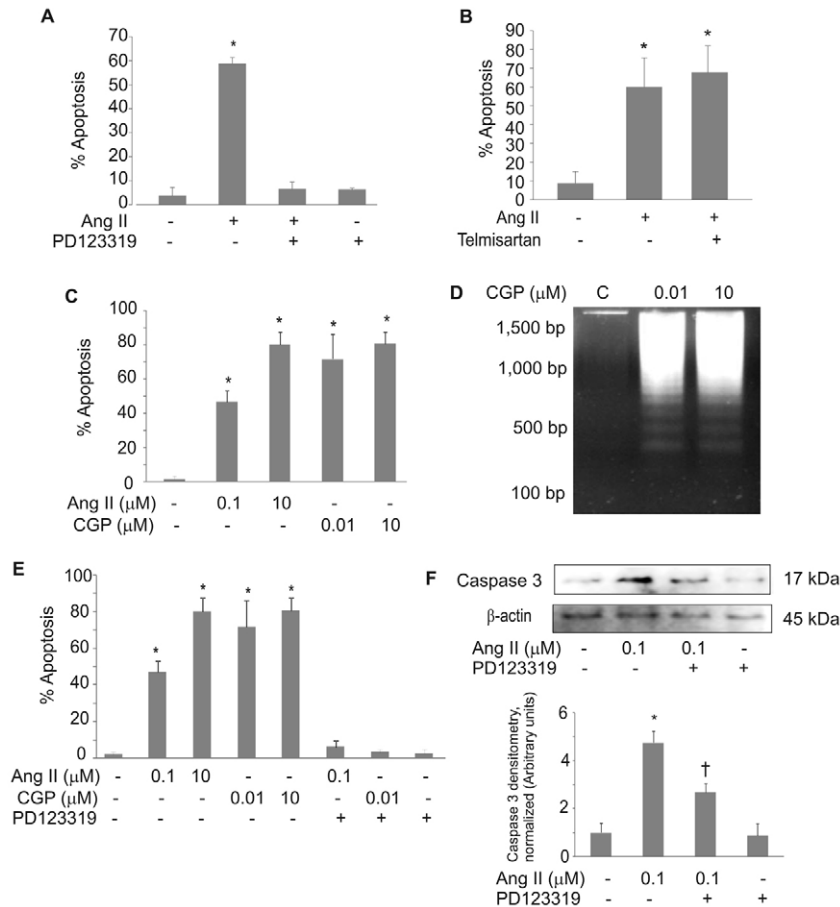 A
% Apoptosis
70
60
50
40
30
20
10
0
*
Ang II - + + -
PD123319 - - + +
B
% Apoptosis
90
80
70
60
50
40
30
20
10
0
* *
Ang II - + +
Telmisartan - - +
C
% Apoptosis
100
80
60
40
20
0
* * * *
Ang II (μM) - 0.1 10 - -
CGP (μM) - - - 0.01 10
D
CGP (μM) C 0.01 10
1,500 bp
1,000 bp
500 bp
100 bp
E
% Apoptosis
100
80
60
40
20
0
* * * *
Ang II (μM) - 0.1 10 - - 0.1 - -
CGP (μM) - - - 0.01 10 - 0.01 -
PD123319 - - - - - + + +
F
Caspase 3 17 kDa
β-actin 45 kDa
Ang II (μM) - 0.1 0.1 -
PD123319 - - + +
Caspase 3 densitometry,
normalized (Arbitrary units)
6
4
2
0
* †
Ang II (μM) - 0.1 0.1 -
PD123319 - - + +